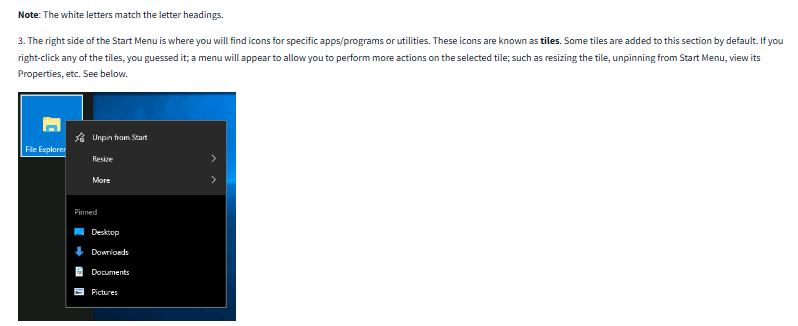 Note: The white letters match the letter headings.
3. The right side of the Start Menu is where you will find icons for specific apps/programs or utilities. These icons are known as tiles. Some tiles are added to this section by default. If you
right-click any of the tiles, you guessed it; a menu will appear to allow you to perform more actions on the selected tile; such as resizing the tile, unpinning from Start Menu, view its
Properties, etc. See below.
File Explorer
Unpin from Start
Resize
More
Pinned
Desktop
Downloads
Documents
Pictures